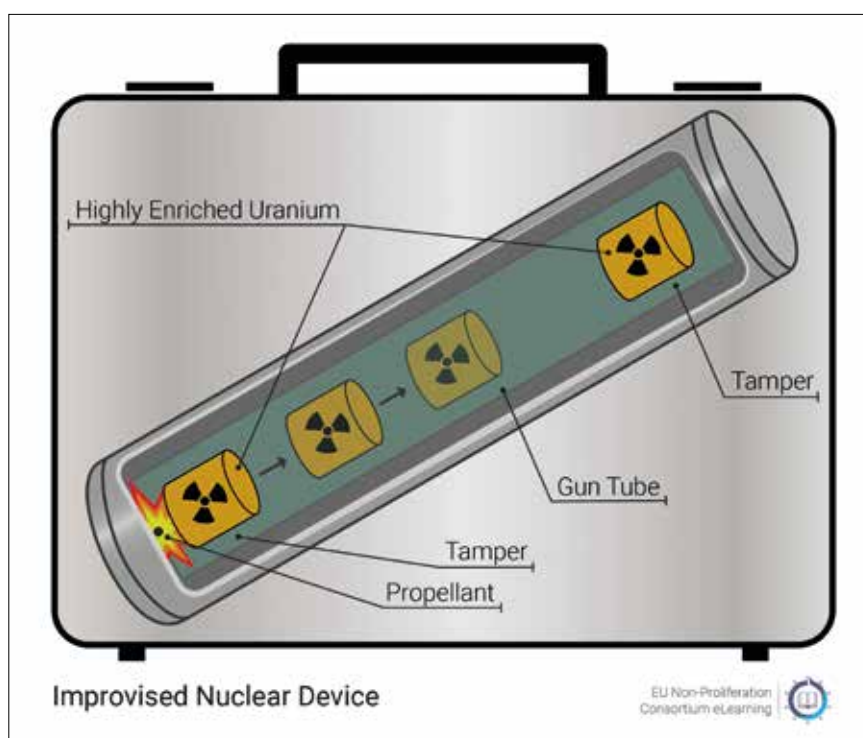 Highly Enriched Uranium
Tamper
Gun Tube
Tamper
Propellant
Improvised Nuclear Device
EU Non-Proliferation
Consortium eLearning